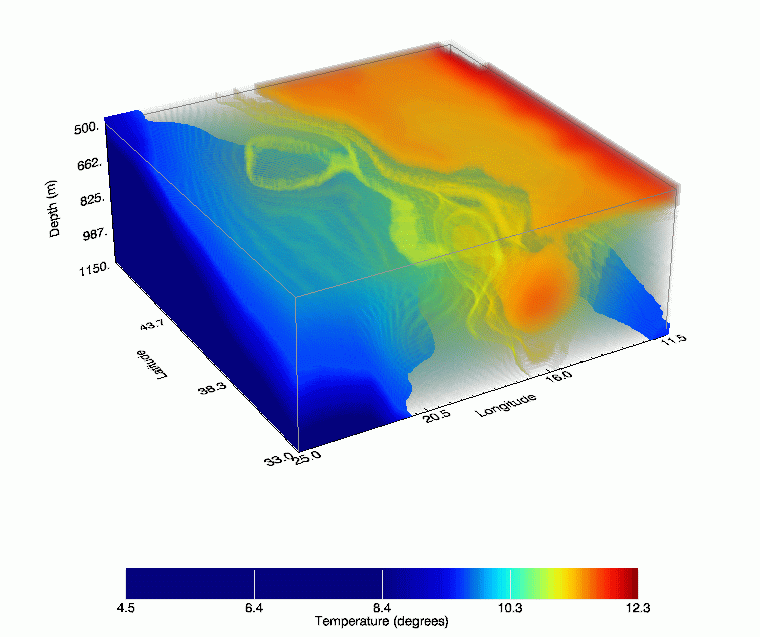 500.
662.
825.
987.
1150.
Depth (m)
43.7
38.3
33.0
Latitude
25.0
20.5
16.0
11.5
Longitude
4.5 6.4 8.4 10.3 12.3
Temperature (degrees)